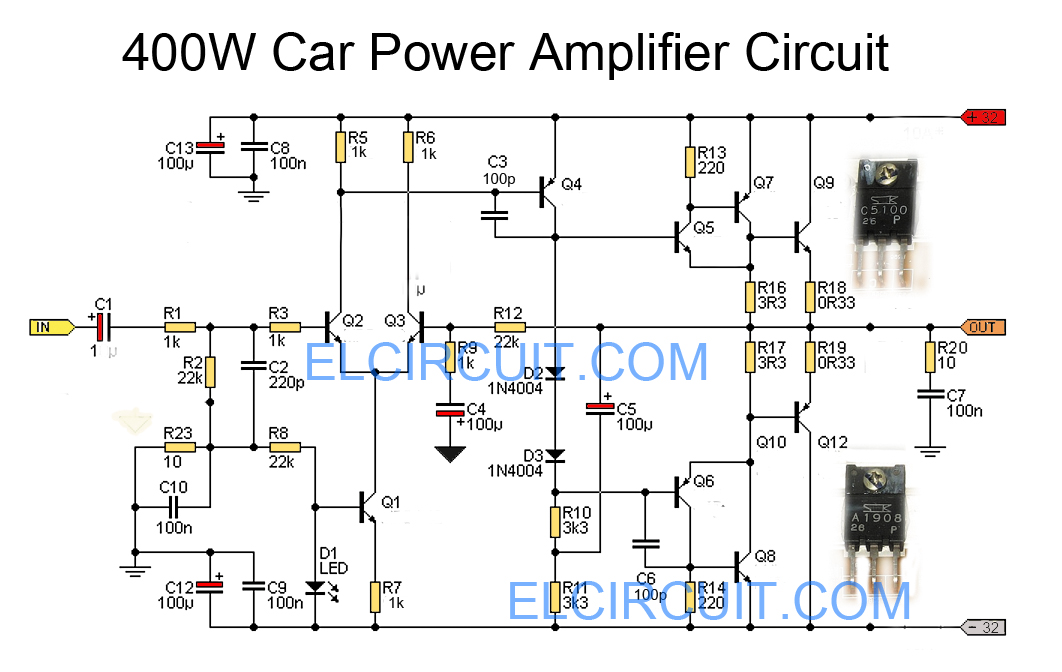 400W Car Power Amplifier Circuit
+ 32
C13
100µ
C8
100n
R5
1k
R6
1k
C3
100p
Q4
R13
220
Q7
Q9
Q5
C5100
26 P
µ
IN
C1
1 µ
R1
1k
R3
1k
Q2
Q3
R12
22k
R16
3R3
R18
0R33
OUT
R2
22k
C2
220p
R9
1k
ELCIRCUIT.COM
D2
1N4004
R17
3R3
R19
0R33
R20
10
C7
100n
C4
100µ
C5
100µ
R23
10
R8
22k
D3
1N4004
Q10
Q12
C10
100n
Q1
Q6
A1908
26 P
R10
3k3
D1
LED
Q8
C12
100µ
C9
100n
R7
1k
R11
3k3
C6
100p
R14
220
ELCIRCUIT.COM
- 32